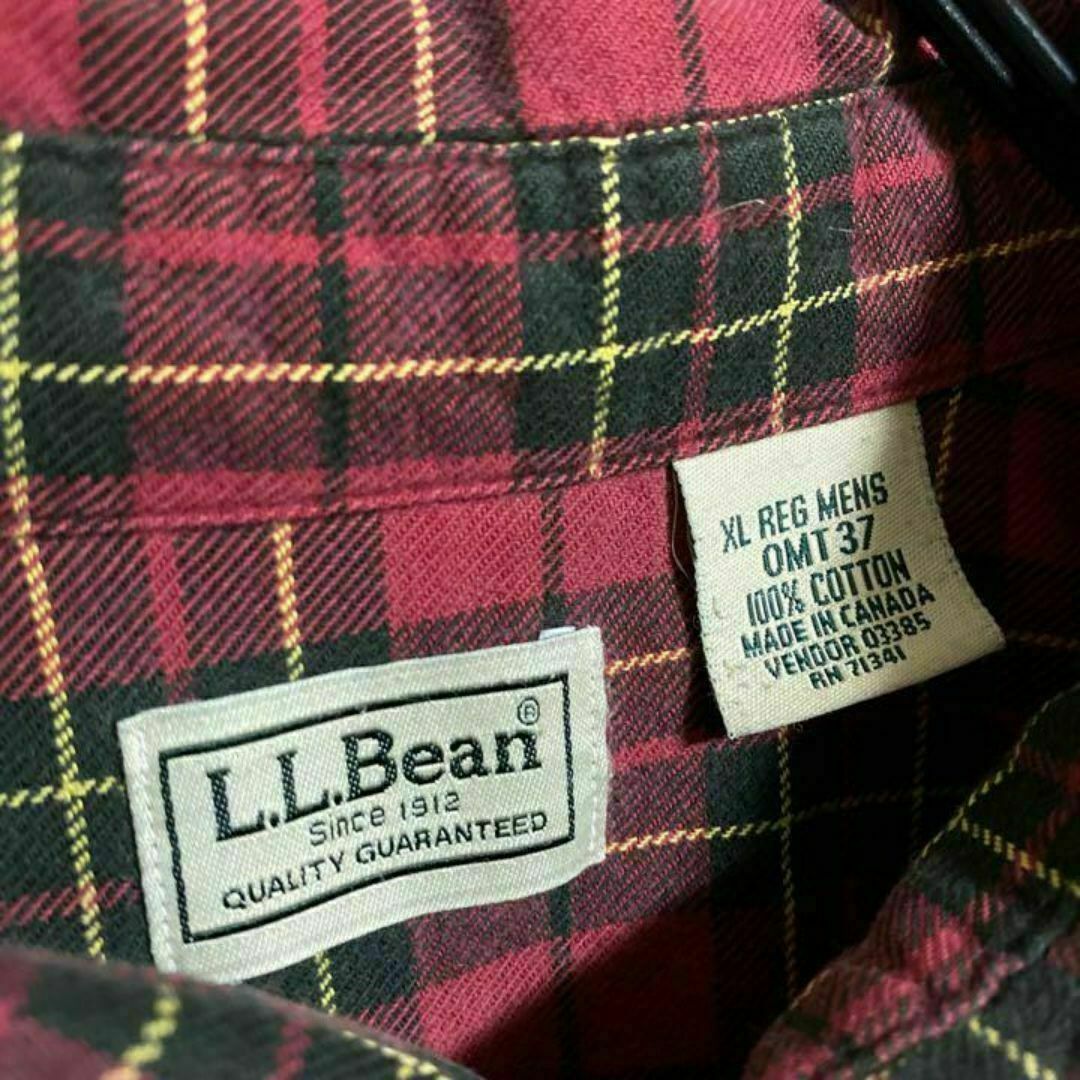 XL REG MENS
OMT 37
100% COTTON
MADE IN CANADA
VENDOR 03385
RN 71341
L.L.Bean®
Since 1912
QUALITY GUARANTEED